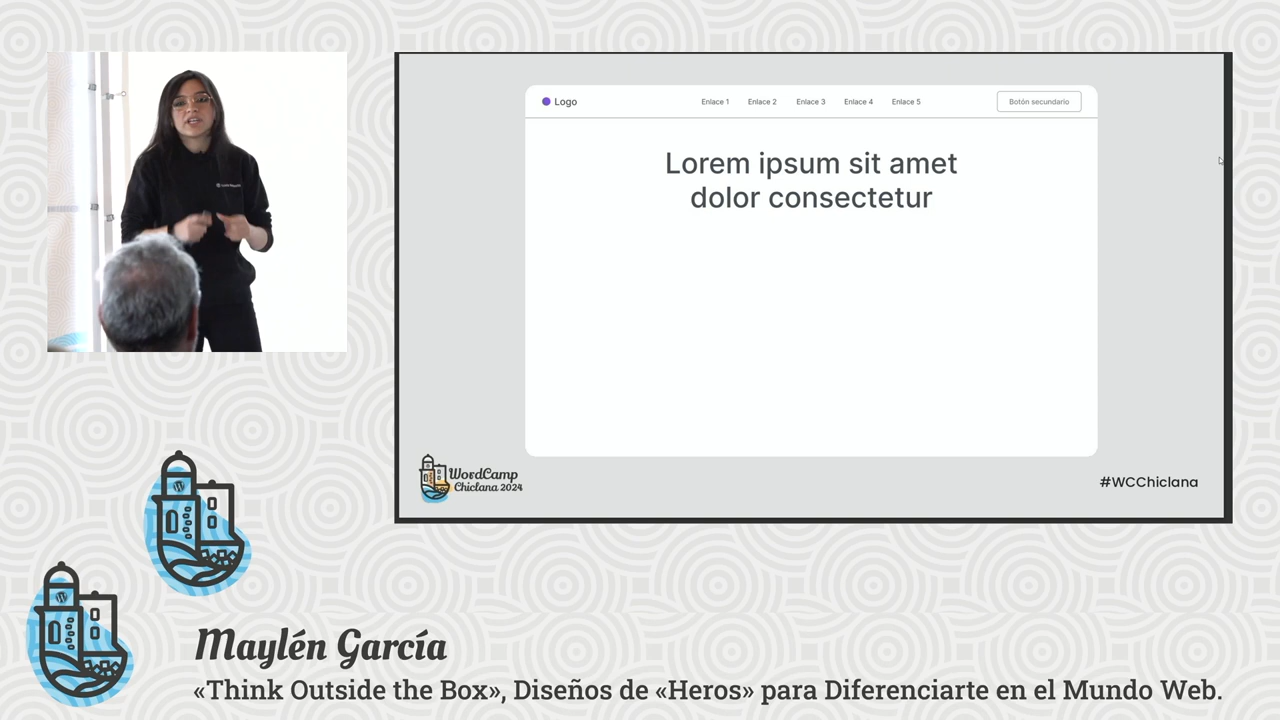 Logo
Enlace 1
Enlace 2
Enlace 3
Enlace 4
Enlace 5
Botón secundario
Lorem ipsum sit amet
dolor consectetur
WordCamp
Chiclana 2024
#WCChiclana
Maylén García
«Think Outside the Box», Diseños de «Heros» para Diferenciarte en el Mundo Web.